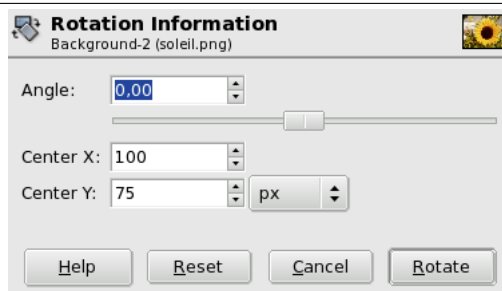 Rotation Information
Background-2 (soleil.png)
Angle: 0,00
Center X: 100
Center Y: 75 px
Help Reset Cancel Rotate